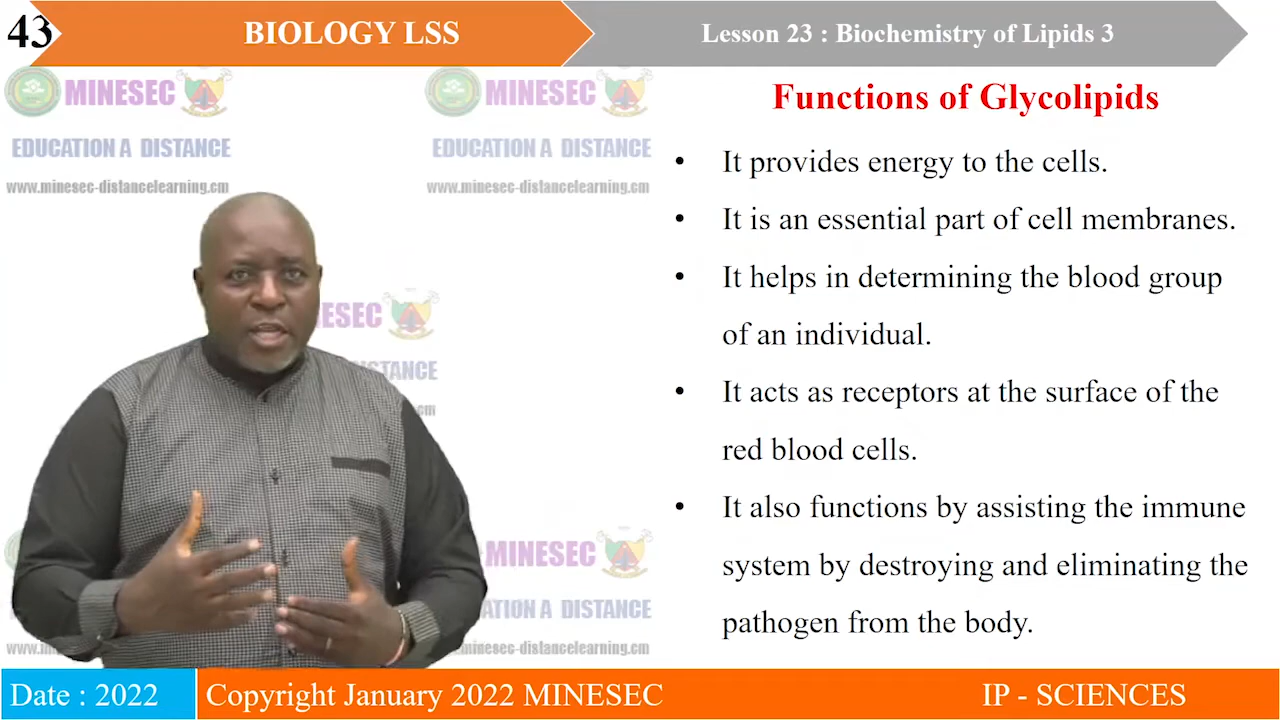 43
BIOLOGY LSS
Lesson 23 : Biochemistry of Lipids 3
MINESEC
EDUCATION A DISTANCE
www.minesec-distancelearning.cm
MINESEC
EDUCATION A DISTANCE
www.minesec-distancelearning.cm
Functions of Glycolipids
• It provides energy to the cells.
• It is an essential part of cell membranes.
• It helps in determining the blood group
of an individual.
• It acts as receptors at the surface of the
red blood cells.
• It also functions by assisting the immune
system by destroying and eliminating the
pathogen from the body.
MINESEC
Date : 2022
Copyright January 2022 MINESEC
IP - SCIENCES